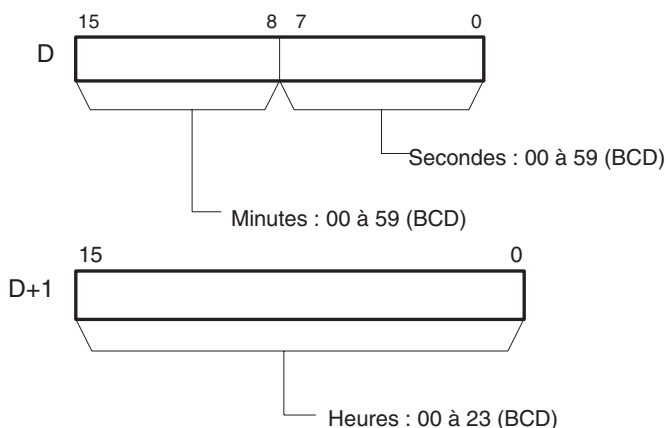 15 8 7 0
D
Secondes : 00 à 59 (BCD)
Minutes : 00 à 59 (BCD)
15 0
D+1
Heures : 00 à 23 (BCD)